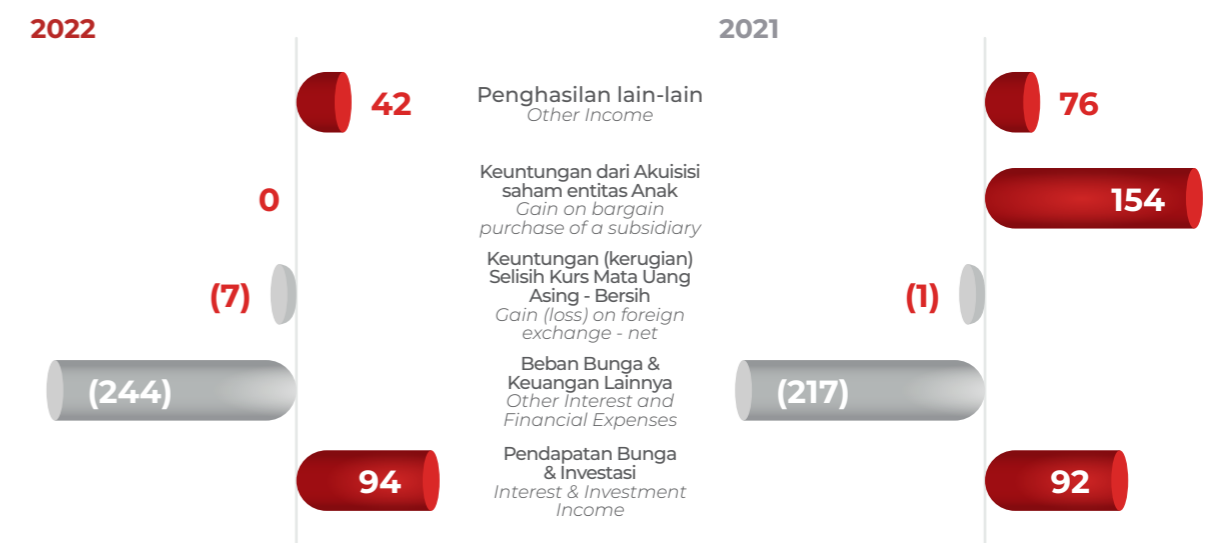 2022
2021
42
Penghasilan lain-lain
Other Income
76
0
Keuntungan dari Akuisisi
saham entitas Anak
Gain on bargain
purchase of a subsidiary
154
(7)
Keuntungan (kerugian)
Selisih Kurs Mata Uang
Asing - Bersih
Gain (loss) on foreign
exchange - net
(1)
(244)
Beban Bunga &
Keuangan Lainnya
Other Interest and
Financial Expenses
(217)
94
Pendapatan Bunga
& Investasi
Interest & Investment
Income
92